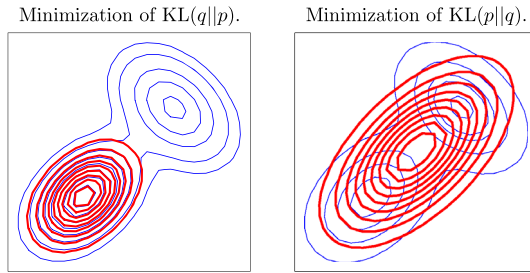 Minimization of KL(q||p).
Minimization of KL(p||q).